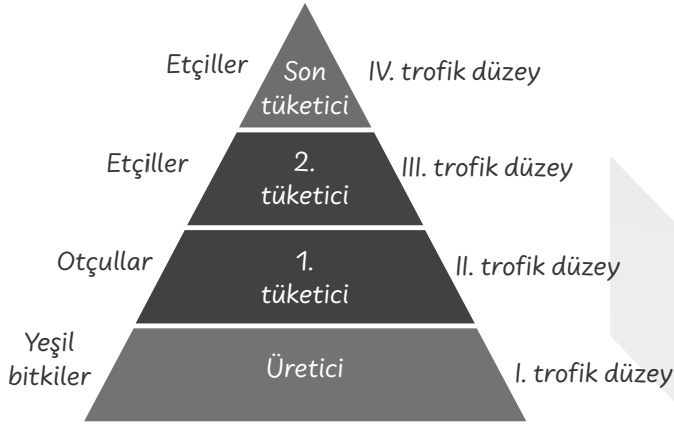 Etçiller
Son
tüketici
IV. trofik düzey
Etçiller
2.
tüketici
III. trofik düzey
Otçullar
1.
tüketici
II. trofik düzey
Yeşil
bitkiler
Üretici
I. trofik düzey